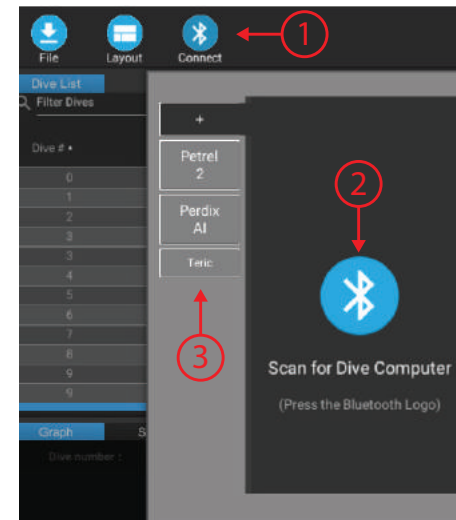 File Layout Connect 1
Dive List
Filter Dives
Dive #
0
1
2
3
3
4
5
6
7
8
9
9
+
Petrel
2
Perdix
AI
Teric
3
2
Scan for Dive Computer
(Press the Bluetooth Logo)
Graph S
Dive number :